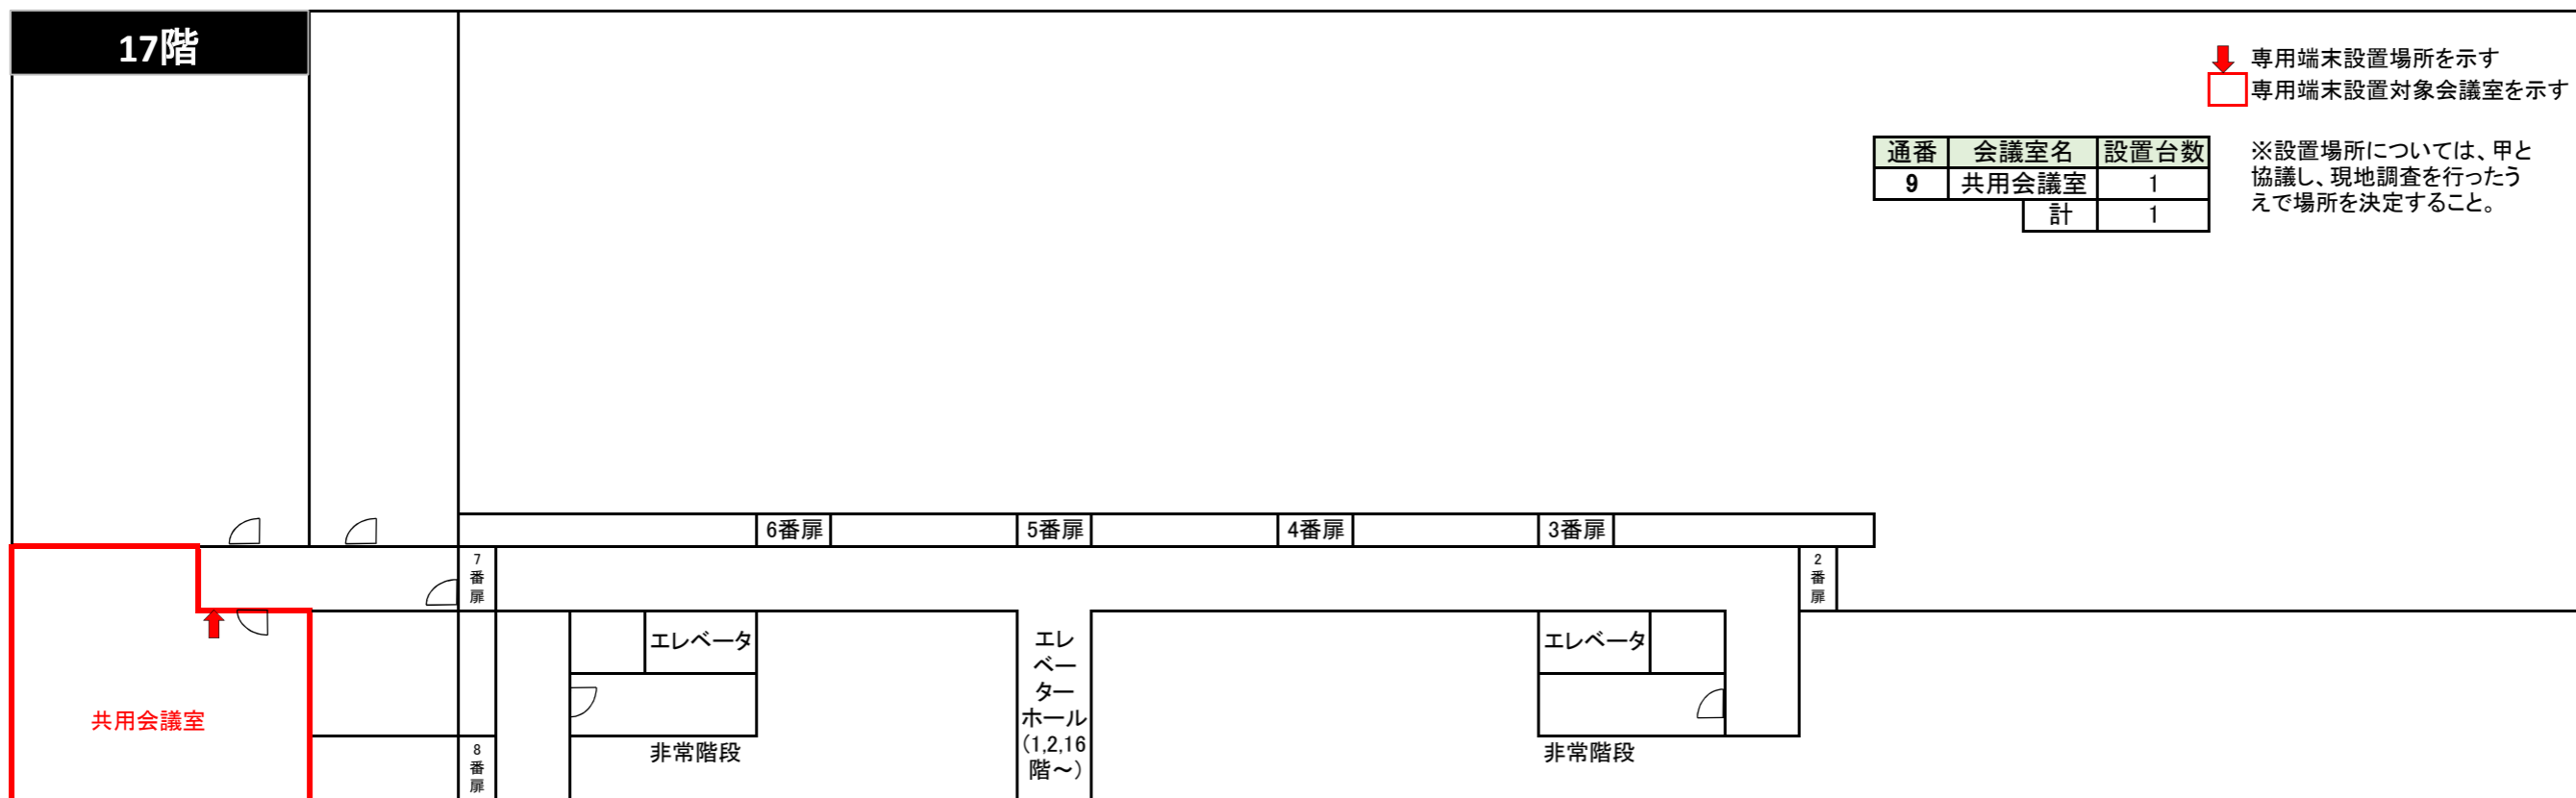 17階
専用端末設置場所を示す
専用端末設置対象会議室を示す
通番 会議室名 設置台数
9 共用会議室 1
計 1
※設置場所については、甲と
協議し、現地調査を行ったう
えで場所を決定すること。
6番扉 5番扉 4番扉 3番扉
7番扉
2番扉
エレベータ
エレ
ベー
ター
ホール
(1,2,16
階～)
エレベータ
共用会議室
8番扉
非常階段
非常階段